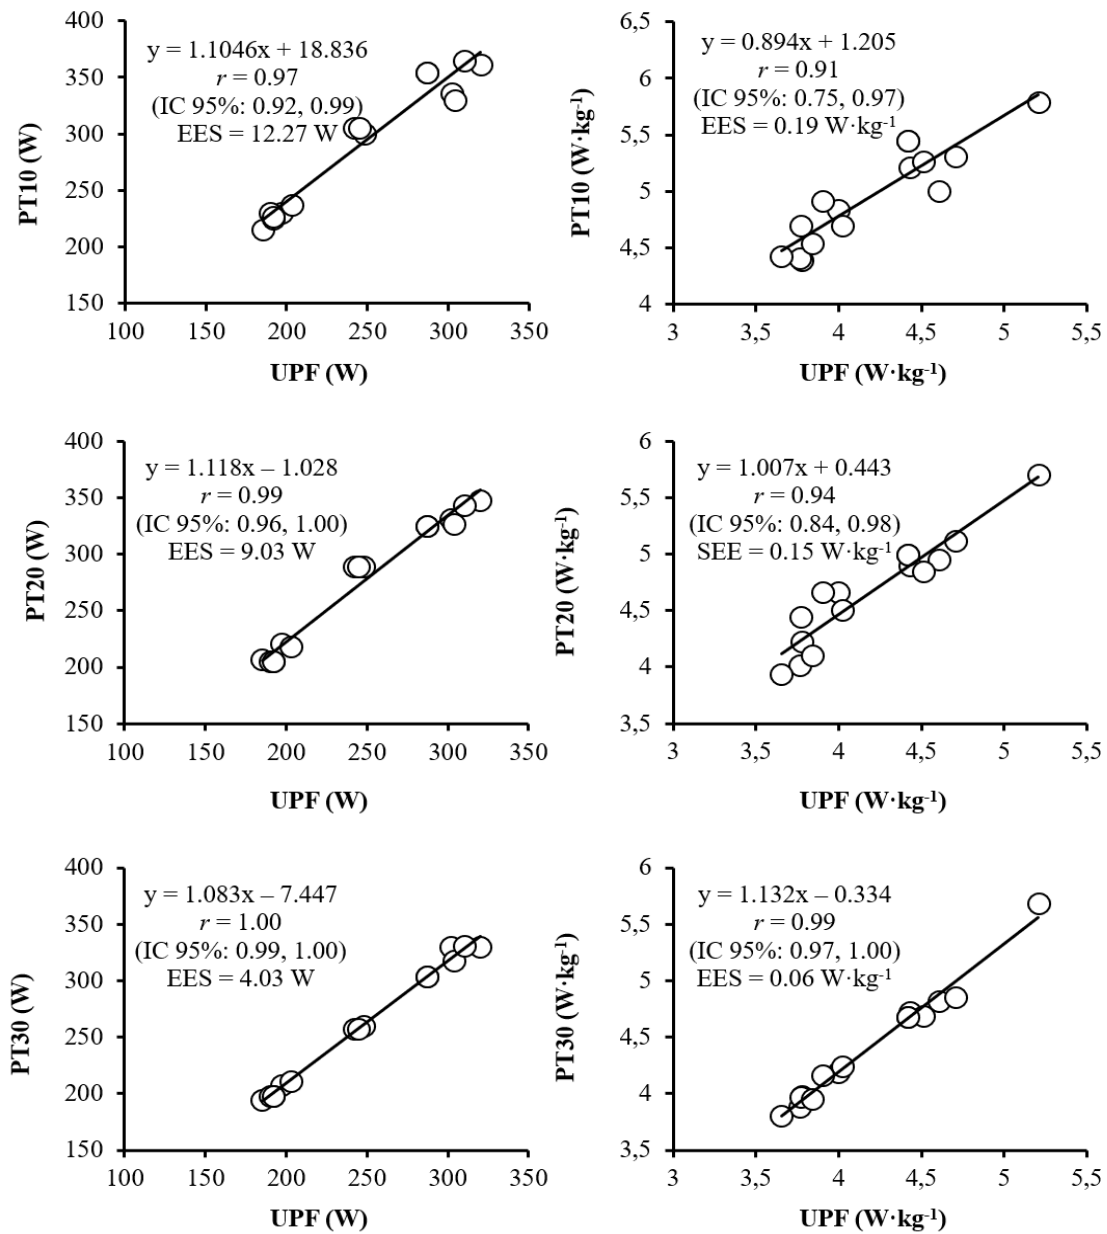 400
350
300
250
200
150
PT10 (W)
y = 1.1046x + 18.836
r = 0.97
(IC 95%: 0.92, 0.99)
EES = 12.27 W
100 150 200 250 300 350
UPF (W)
6,5
6
5,5
5
4,5
4
PT10 (W·kg-1)
y = 0.894x + 1.205
r = 0.91
(IC 95%: 0.75, 0.97)
EES = 0.19 W·kg-1
3 3,5 4 4,5 5 5,5
UPF (W·kg-1)
400
350
300
250
200
150
PT20 (W)
y = 1.118x – 1.028
r = 0.99
(IC 95%: 0.96, 1.00)
EES = 9.03 W
100 150 200 250 300 350
UPF (W)
6
5,5
5
4,5
4
3,5
PT20 (W·kg-1)
y = 1.007x + 0.443
r = 0.94
(IC 95%: 0.84, 0.98)
SEE = 0.15 W·kg-1
3 3,5 4 4,5 5 5,5
UPF (W·kg-1)
400
350
300
250
200
150
PT30 (W)
y = 1.083x – 7.447
r = 1.00
(IC 95%: 0.99, 1.00)
EES = 4.03 W
100 150 200 250 300 350
UPF (W)
6
5,5
5
4,5
4
3,5
PT30 (W·kg-1)
y = 1.132x – 0.334
r = 0.99
(IC 95%: 0.97, 1.00)
EES = 0.06 W·kg-1
3 3,5 4 4,5 5 5,5
UPF (W·kg-1)